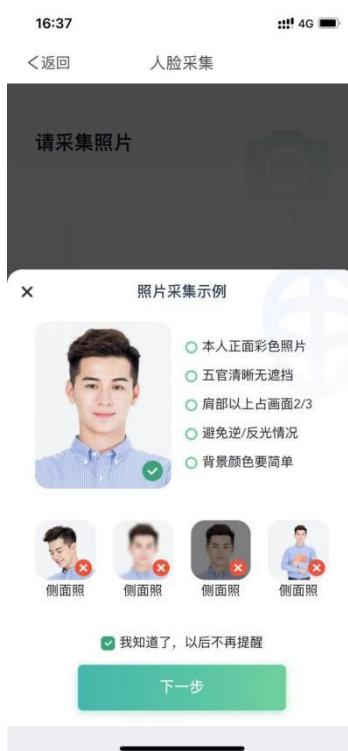 16:37
4G
返回
人脸采集
请采集照片
照片采集示例
本人正面彩色照片
五官清晰无遮挡
肩部以上占画面2/3
避免逆/反光情况
背景颜色要简单
侧面照
侧面照
侧面照
侧面照
我知道了，以后不再提醒
下一步